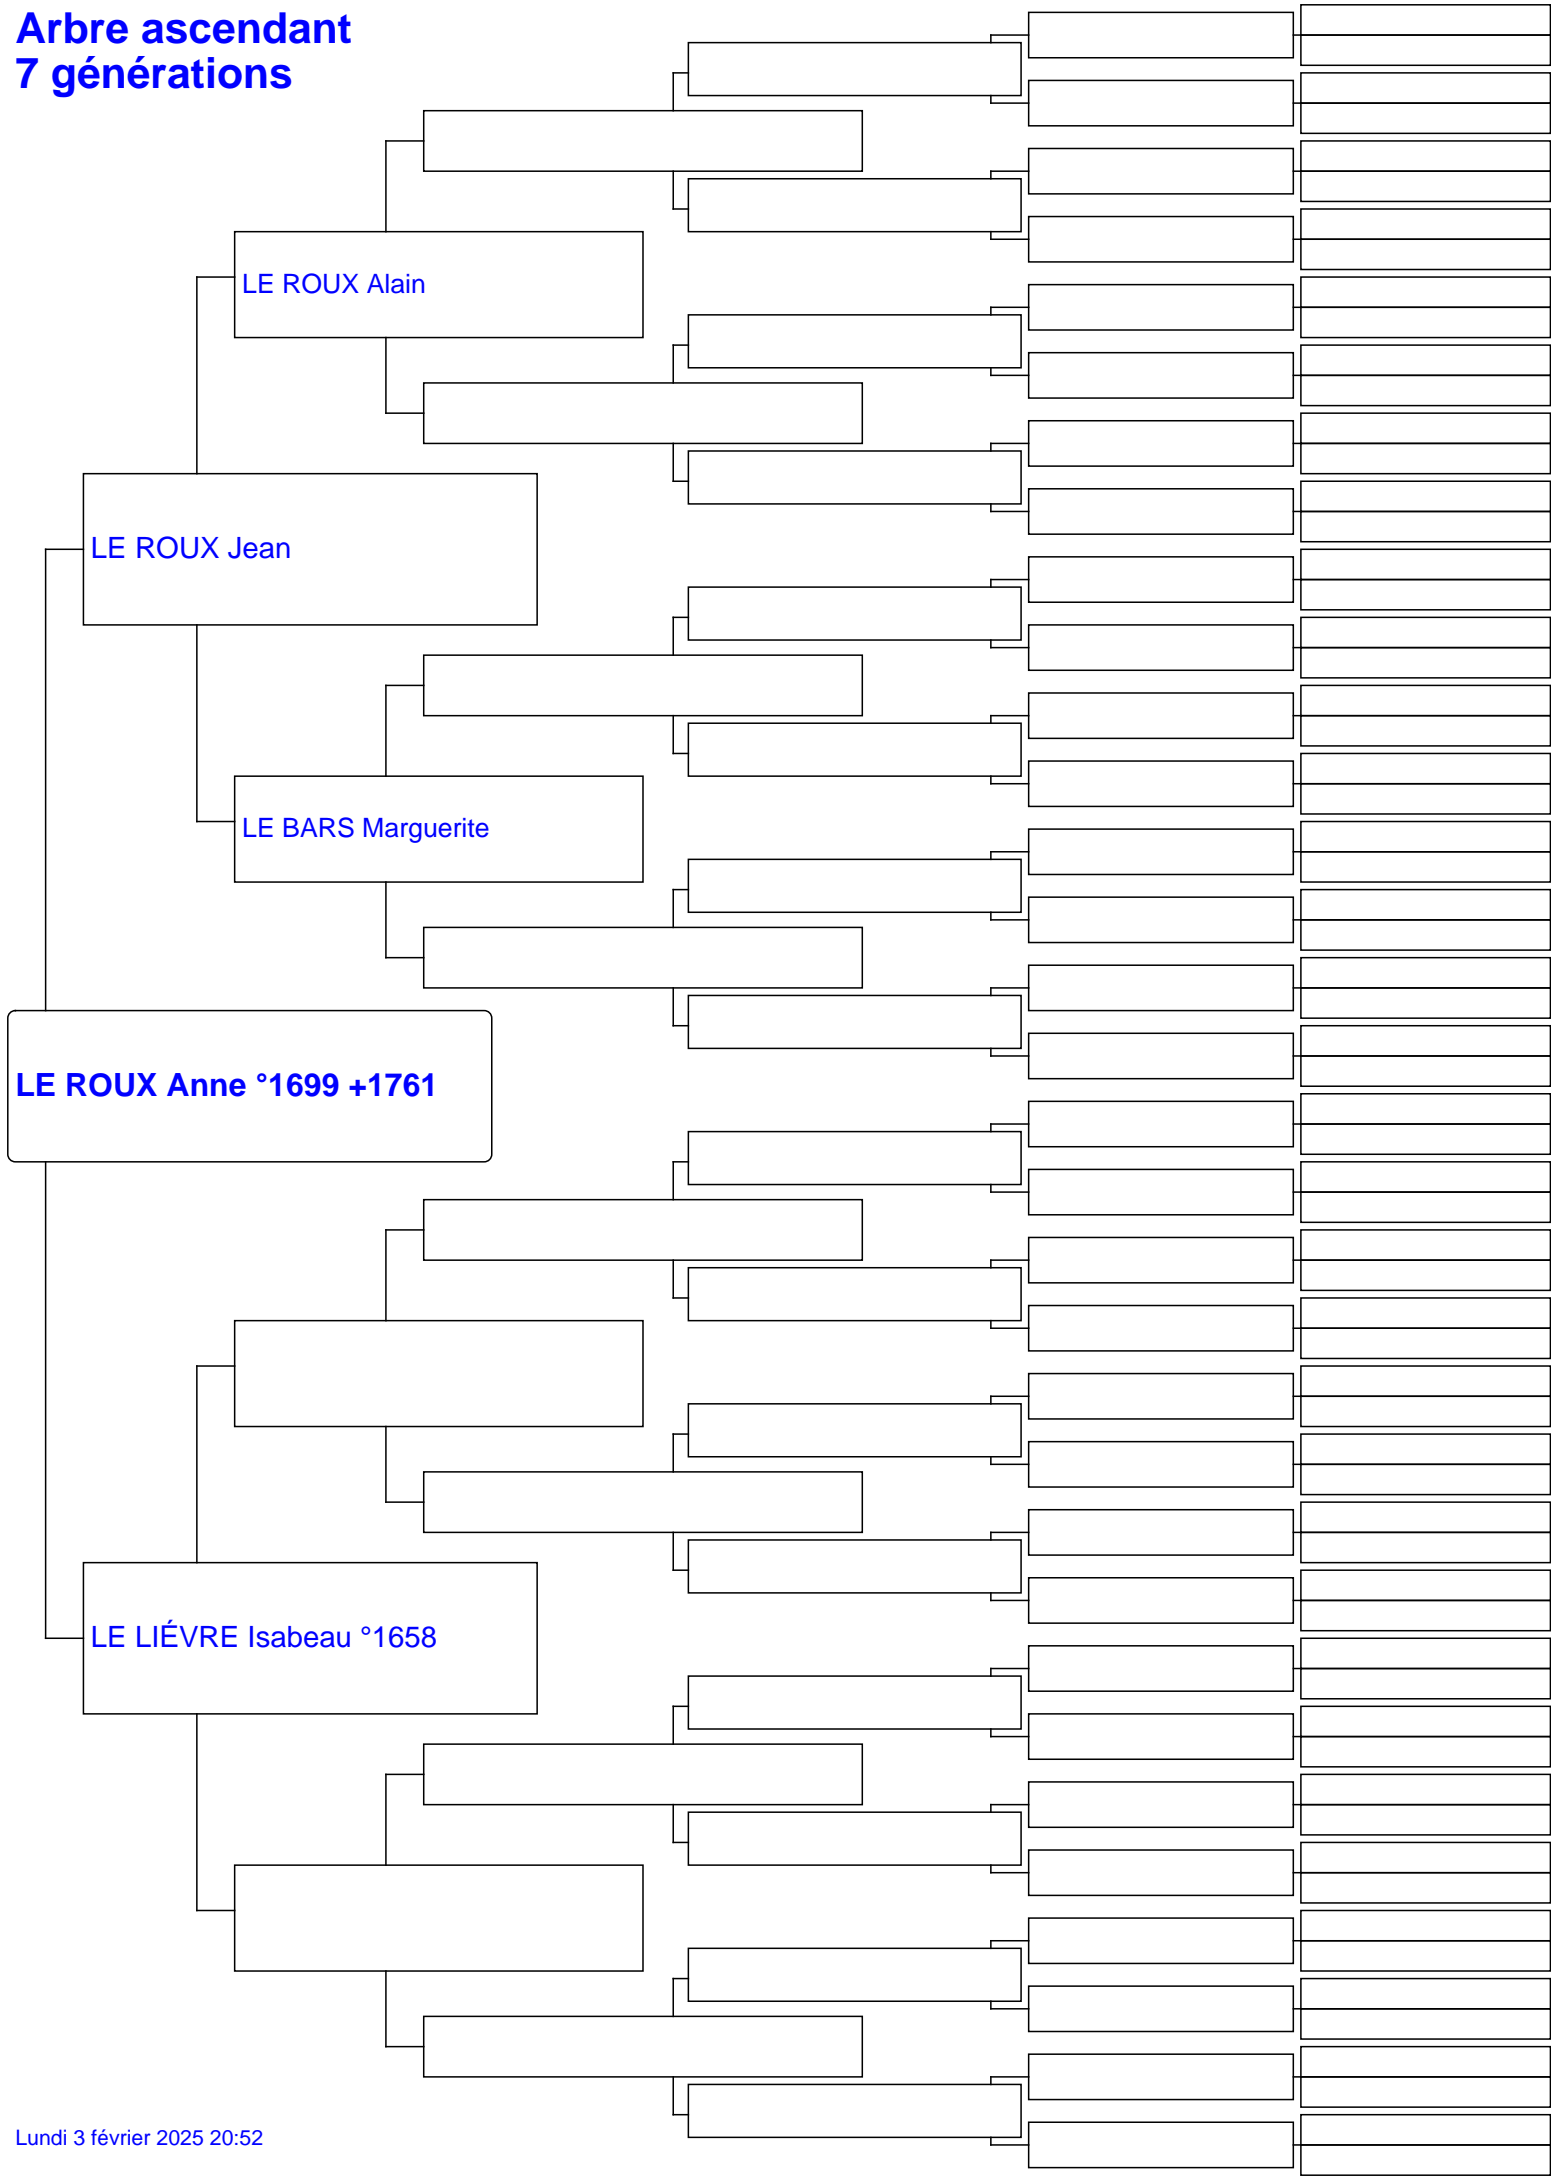 Arbre ascendant
7 générations
LE ROUX Alain
LE ROUX Jean
LE BARS Marguerite
LE ROUX Anne °1699 +1761
LE LIÉVRE Isabeau °1658
Lundi 3 février 2025 20:52